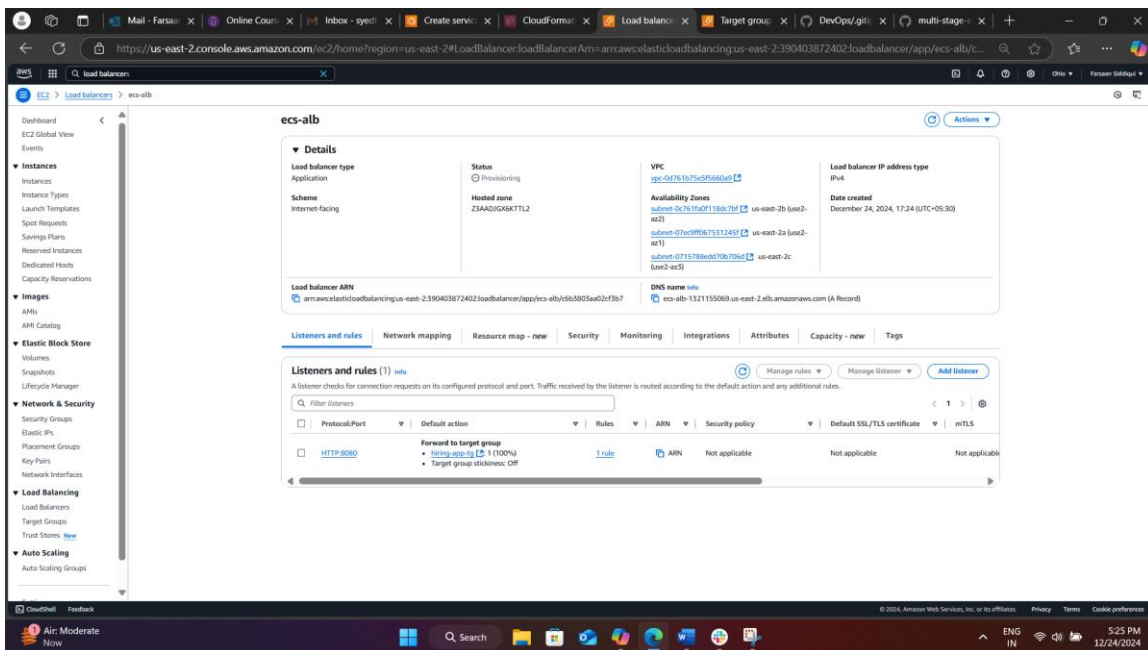 Mail - Farsaa
Online Cours
Inbox - syedf
Create servic
CloudFormat
Load balance
Target group
DevOps/.giti
multi-stage-
https://us-east-2.console.aws.amazon.com/ec2/home?region=us-east-2#LoadBalancer:loadBalancerArn=arn:aws:elasticloadbalancing:us-east-2:390403872402:loadbalancer/app/ecs-alb/c...
aws
load balancers
Ohio
Farsaan Siddiqui
EC2 > Load balancers > ecs-alb
Dashboard
EC2 Global View
Events
Instances
Instances
Instance Types
Launch Templates
Spot Requests
Savings Plans
Reserved Instances
Dedicated Hosts
Capacity Reservations
Images
AMIs
AMI Catalog
Elastic Block Store
Volumes
Snapshots
Lifecycle Manager
Network & Security
Security Groups
Elastic IPs
Placement Groups
Key Pairs
Network Interfaces
Load Balancing
Load Balancers
Target Groups
Trust Stores New
Auto Scaling
Auto Scaling Groups
ecs-alb
Actions
Details
Load balancer type
Application
Status
Provisioning
VPC
vpc-0d761b75e5f5660a9
Load balancer IP address type
IPv4
Scheme
Internet-facing
Hosted zone
Z3AADJGX6KTTL2
Availability Zones
subnet-0c761fa0f118dc7bf us-east-2b (use2-
az2)
subnet-07ec9ff067531245f us-east-2a (use2-
az1)
subnet-0715788edd70b706d us-east-2c
(use2-az3)
Date created
December 24, 2024, 17:24 (UTC+05:30)
Load balancer ARN
arn:aws:elasticloadbalancing:us-east-2:390403872402:loadbalancer/app/ecs-alb/c6b3803aa02cf3b7
DNS name Info
ecs-alb-1321155069.us-east-2.elb.amazonaws.com (A Record)
Listeners and rules
Network mapping
Resource map - new
Security
Monitoring
Integrations
Attributes
Capacity - new
Tags
Listeners and rules (1) Info
Manage rules
Manage listener
Add listener
A listener checks for connection requests on its configured protocol and port. Traffic received by the listener is routed according to the default action and any additional rules.
Filter listeners
1
Protocol:Port
Default action
Rules
ARN
Security policy
Default SSL/TLS certificate
mTLS
HTTP:8080
Forward to target group
hiring-app-tg: 1 (100%)
Target group stickiness: Off
1 rule
ARN
Not applicable
Not applicable
Not applicable
CloudShell
Feedback
© 2024, Amazon Web Services, Inc. or its affiliates.
Privacy
Terms
Cookie preferences
1
Air: Moderate
Now
Search
ENG
IN
5:25 PM
12/24/2024